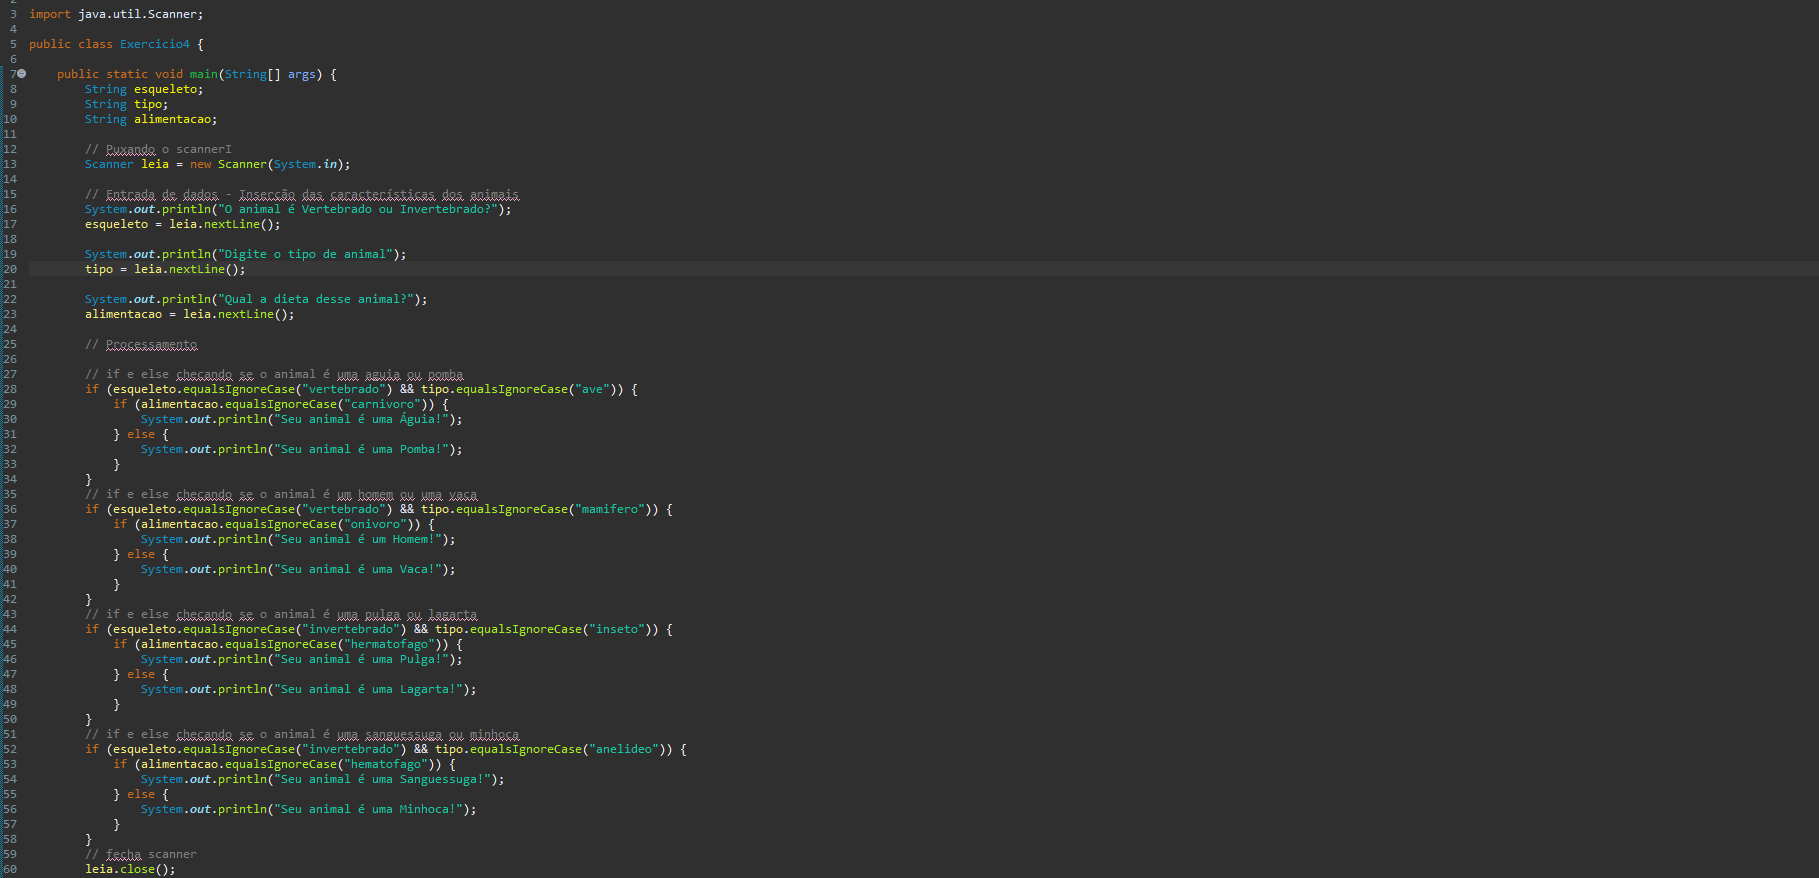 2
3 import java.util.Scanner;
4
5 public class Exercicio4 {
6
7 public static void main(String[] args) {
8 String esqueleto;
9 String tipo;
10 String alimentacao;
11
12 // Puxando o scannerI
13 Scanner leia = new Scanner(System.in);
14
15 // Entrada de dados - Inserção das características dos animais
16 System.out.println("O animal é Vertebrado ou Invertebrado?");
17 esqueleto = leia.nextLine();
18
19 System.out.println("Digite o tipo de animal");
20 tipo = leia.nextLine();
21
22 System.out.println("Qual a dieta desse animal?");
23 alimentacao = leia.nextLine();
24
25 // Processamento
26
27 // if e else checando se o animal é uma aguia ou pomba
28 if (esqueleto.equalsIgnoreCase("vertebrado") && tipo.equalsIgnoreCase("ave")) {
29 if (alimentacao.equalsIgnoreCase("carnivoro")) {
30 System.out.println("Seu animal é uma Águia!");
31 } else {
32 System.out.println("Seu animal é uma Pomba!");
33 }
34 }
35 // if e else checando se o animal é um homem ou uma vaca
36 if (esqueleto.equalsIgnoreCase("vertebrado") && tipo.equalsIgnoreCase("mamifero")) {
37 if (alimentacao.equalsIgnoreCase("onivoro")) {
38 System.out.println("Seu animal é um Homem!");
39 } else {
40 System.out.println("Seu animal é uma Vaca!");
41 }
42 }
43 // if e else checando se o animal é uma pulga ou lagarta
44 if (esqueleto.equalsIgnoreCase("invertebrado") && tipo.equalsIgnoreCase("inseto")) {
45 if (alimentacao.equalsIgnoreCase("hermatofago")) {
46 System.out.println("Seu animal é uma Pulga!");
47 } else {
48 System.out.println("Seu animal é uma Lagarta!");
49 }
50 }
51 // if e else checando se o animal é uma sanguessuga ou minhoca
52 if (esqueleto.equalsIgnoreCase("invertebrado") && tipo.equalsIgnoreCase("anelideo")) {
53 if (alimentacao.equalsIgnoreCase("hematofago")) {
54 System.out.println("Seu animal é uma Sanguessuga!");
55 } else {
56 System.out.println("Seu animal é uma Minhoca!");
57 }
58 }
59 // fecha scanner
60 leia.close();